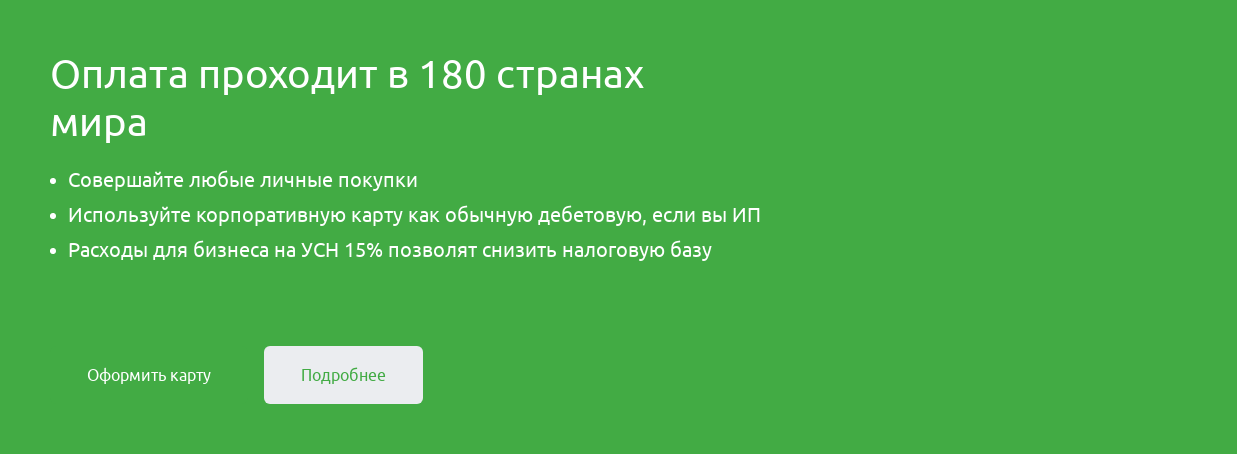 Оплата проходит в 180 странах
мира
• Совершайте любые личные покупки
• Используйте корпоративную карту как обычную дебетовую, если вы ИП
• Расходы для бизнеса на УСН 15% позволят снизить налоговую базу
Оформить карту
Подробнее